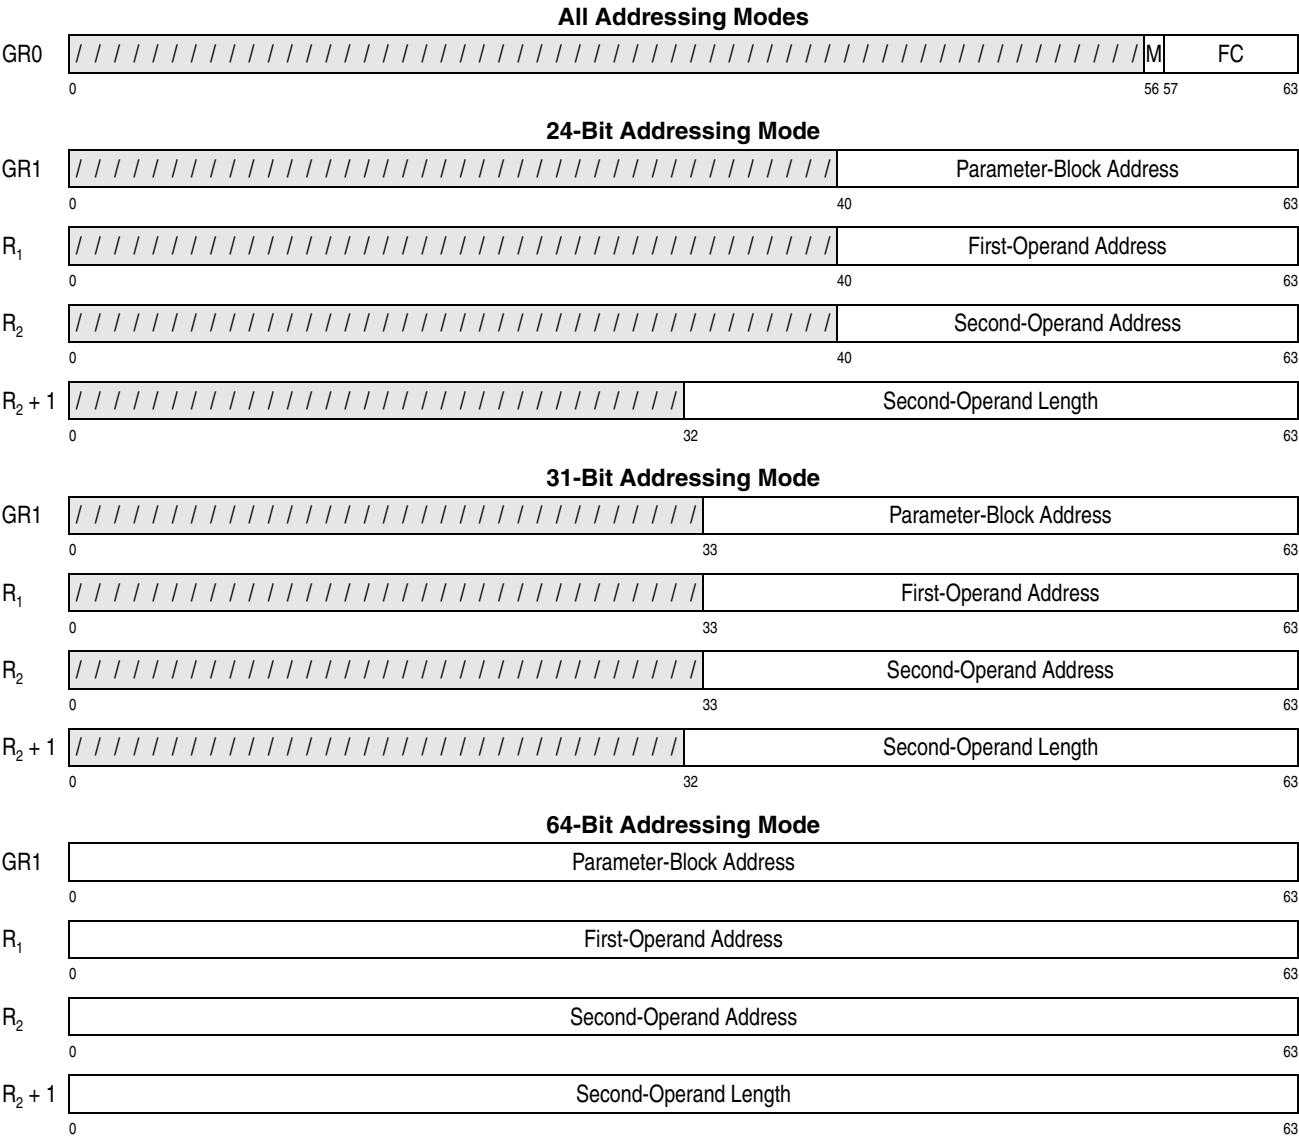 All Addressing Modes
GR0 / / / / / / / / / / / / / / / / / / / / / / / / / / / / / / / / / / / / / / / / / / / / / / / / / / / / / / / / M FC
0 56 57 63
24-Bit Addressing Mode
GR1 / / / / / / / / / / / / / / / / / / / / / / / / / / / / / / / / / / / / / / / / Parameter-Block Address
0 40 63
R1 / / / / / / / / / / / / / / / / / / / / / / / / / / / / / / / / / / / / / / / / First-Operand Address
0 40 63
R2 / / / / / / / / / / / / / / / / / / / / / / / / / / / / / / / / / / / / / / / / Second-Operand Address
0 40 63
R2 + 1 / / / / / / / / / / / / / / / / / / / / / / / / / / / / / / / / Second-Operand Length
0 32 63
31-Bit Addressing Mode
GR1 / / / / / / / / / / / / / / / / / / / / / / / / / / / / / / / / / Parameter-Block Address
0 33 63
R1 / / / / / / / / / / / / / / / / / / / / / / / / / / / / / / / / / First-Operand Address
0 33 63
R2 / / / / / / / / / / / / / / / / / / / / / / / / / / / / / / / / / Second-Operand Address
0 33 63
R2 + 1 / / / / / / / / / / / / / / / / / / / / / / / / / / / / / / / / Second-Operand Length
0 32 63
64-Bit Addressing Mode
GR1 Parameter-Block Address
0 63
R1 First-Operand Address
0 63
R2 Second-Operand Address
0 63
R2 + 1 Second-Operand Length
0 63